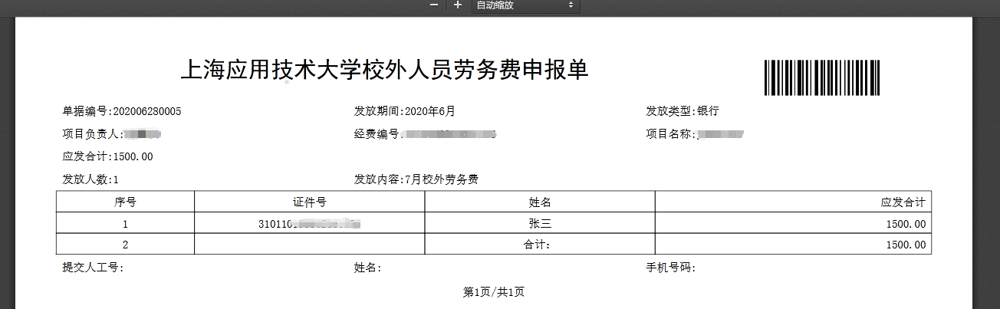 自动缩放
上海应用技术大学校外人员劳务费申报单
单据编号:202006280005 发放期间:2020年6月 发放类型:银行
项目负责人: 经费编号: 项目名称:
应发合计:1500.00
发放人数:1 发放内容:7月校外劳务费
序号 证件号 姓名 应发合计
1 310110 张三 1500.00
2 合计: 1500.00
提交人工号: 姓名: 手机号码:
第1页/共1页